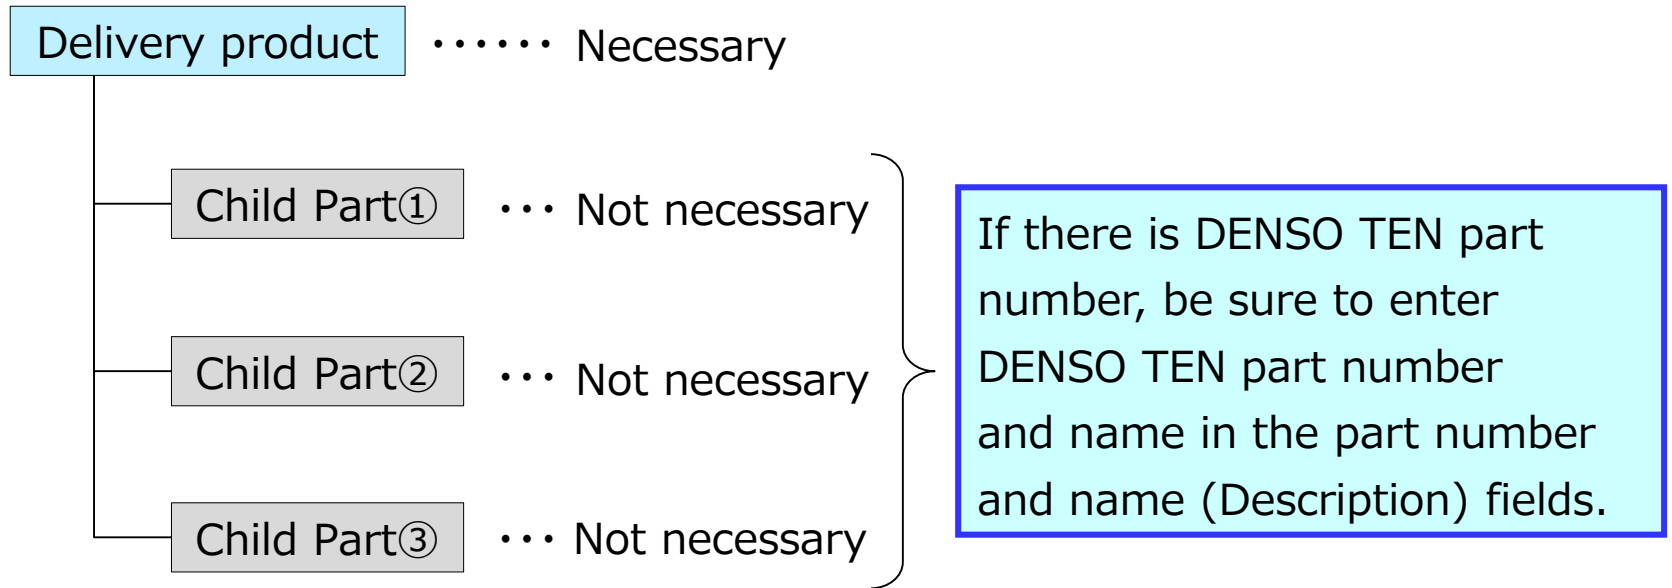 Delivery product ・・・・・・ Necessary
Child Part① ・・・ Not necessary
Child Part② ・・・ Not necessary
Child Part③ ・・・ Not necessary
If there is DENSO TEN part
number, be sure to enter
DENSO TEN part number
and name in the part number
and name (Description) fields.